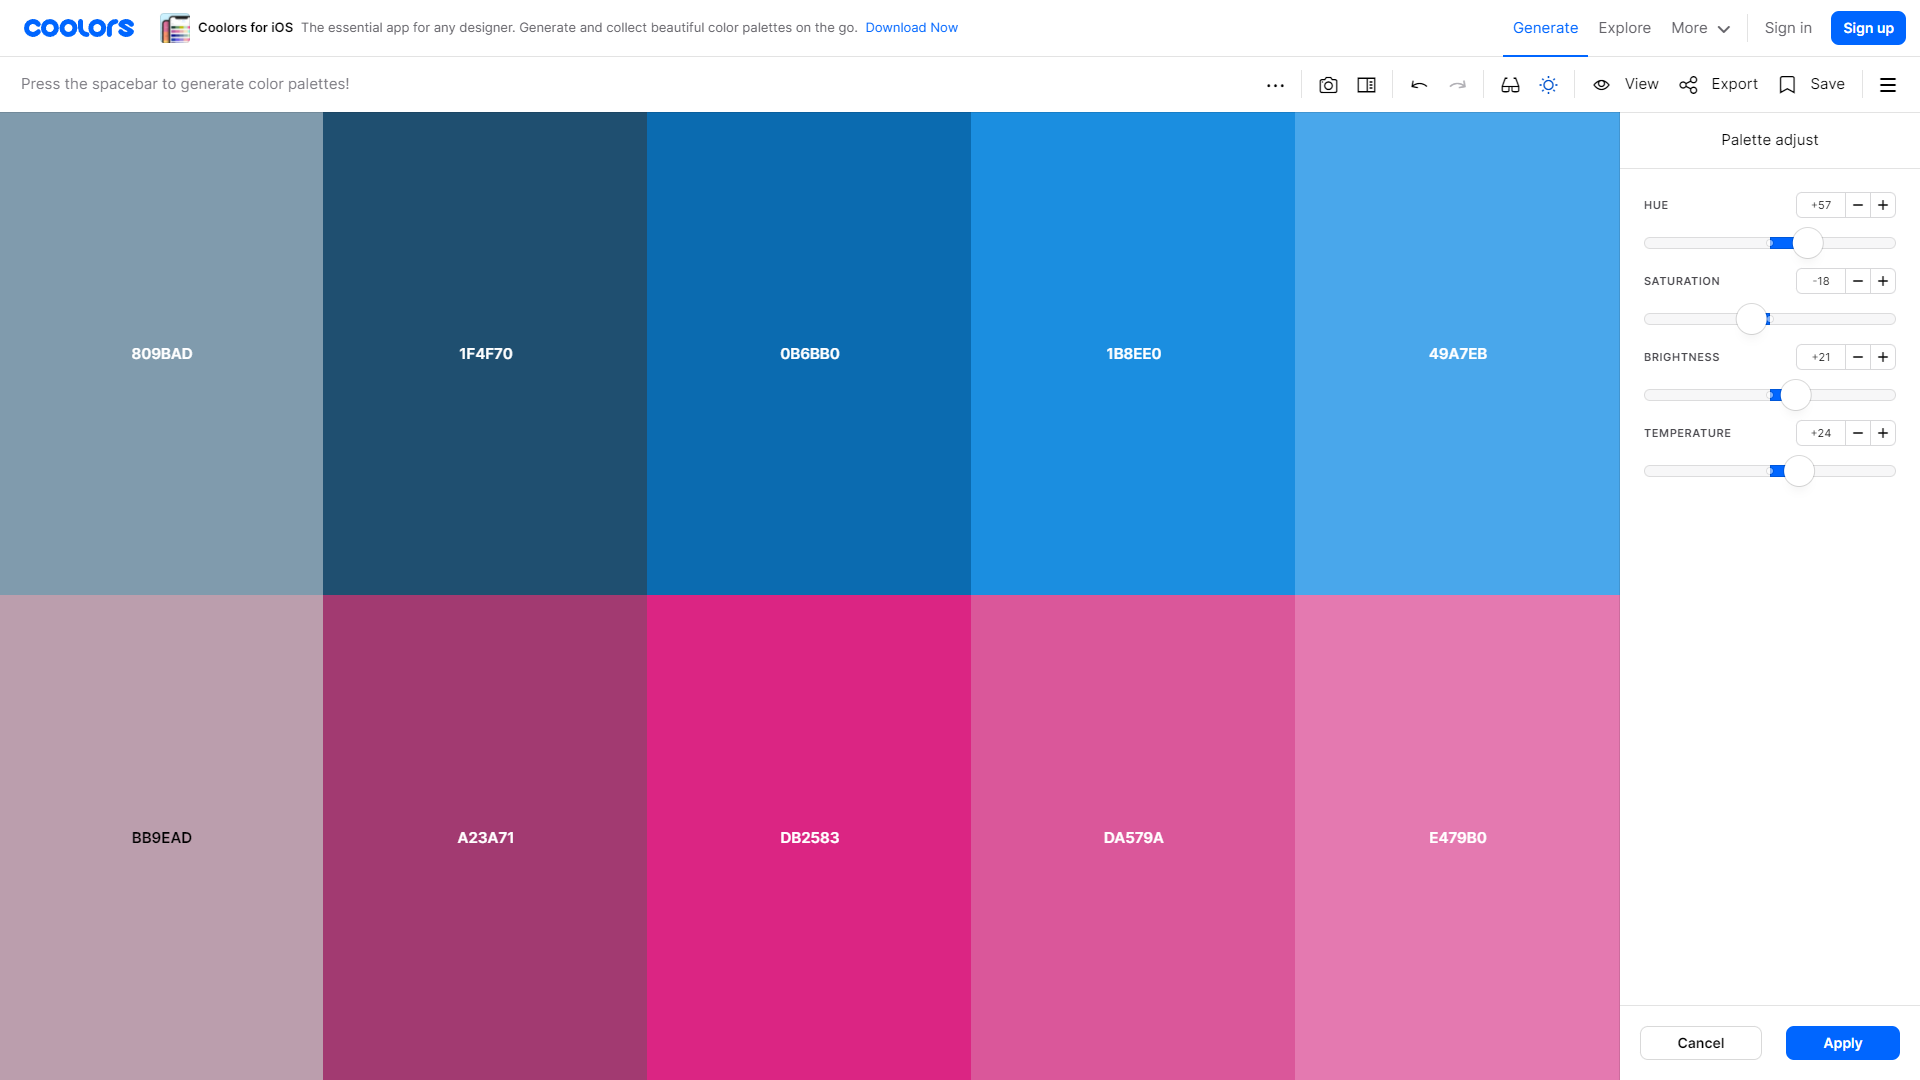 coolors
Coolors for iOS The essential app for any designer. Generate and collect beautiful color palettes on the go. Download Now
Generate
Explore
More
Sign in
Sign up
Press the spacebar to generate color palettes!
View
Export
Save
809BAD
1F4F70
0B6BB0
1B8EE0
49A7EB
BB9EAD
A23A71
DB2583
DA579A
E479B0
Palette adjust
HUE
+57
SATURATION
-18
BRIGHTNESS
+21
TEMPERATURE
+24
Cancel
Apply